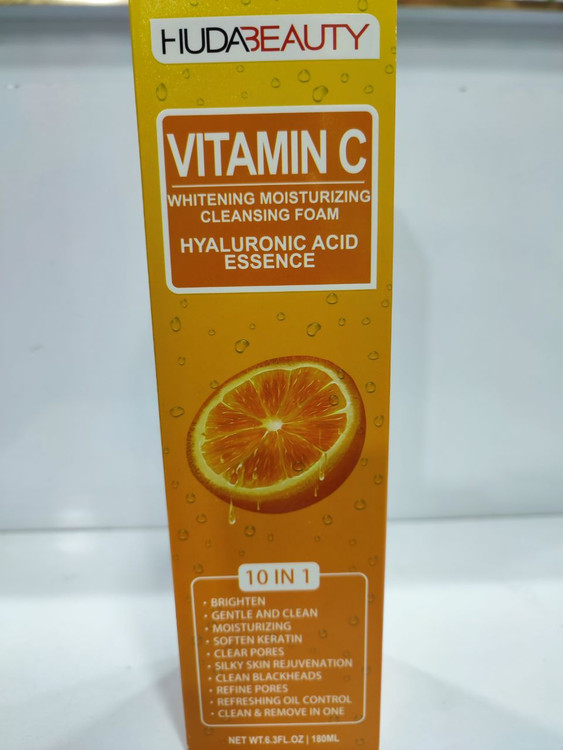 HUDABEAUTY
VITAMIN C
WHITENING MOISTURIZING
CLEANSING FOAM
HYALURONIC ACID
ESSENCE
10 IN 1
• BRIGHTEN
• GENTLE AND CLEAN
• MOISTURIZING
• SOFTEN KERATIN
• CLEAR PORES
• SILKY SKIN REJUVENATION
• CLEAN BLACKHEADS
• REFINE PORES
• REFRESHING OIL CONTROL
• CLEAN & REMOVE IN ONE
NET WT.6.3FL.OZ | 180ML